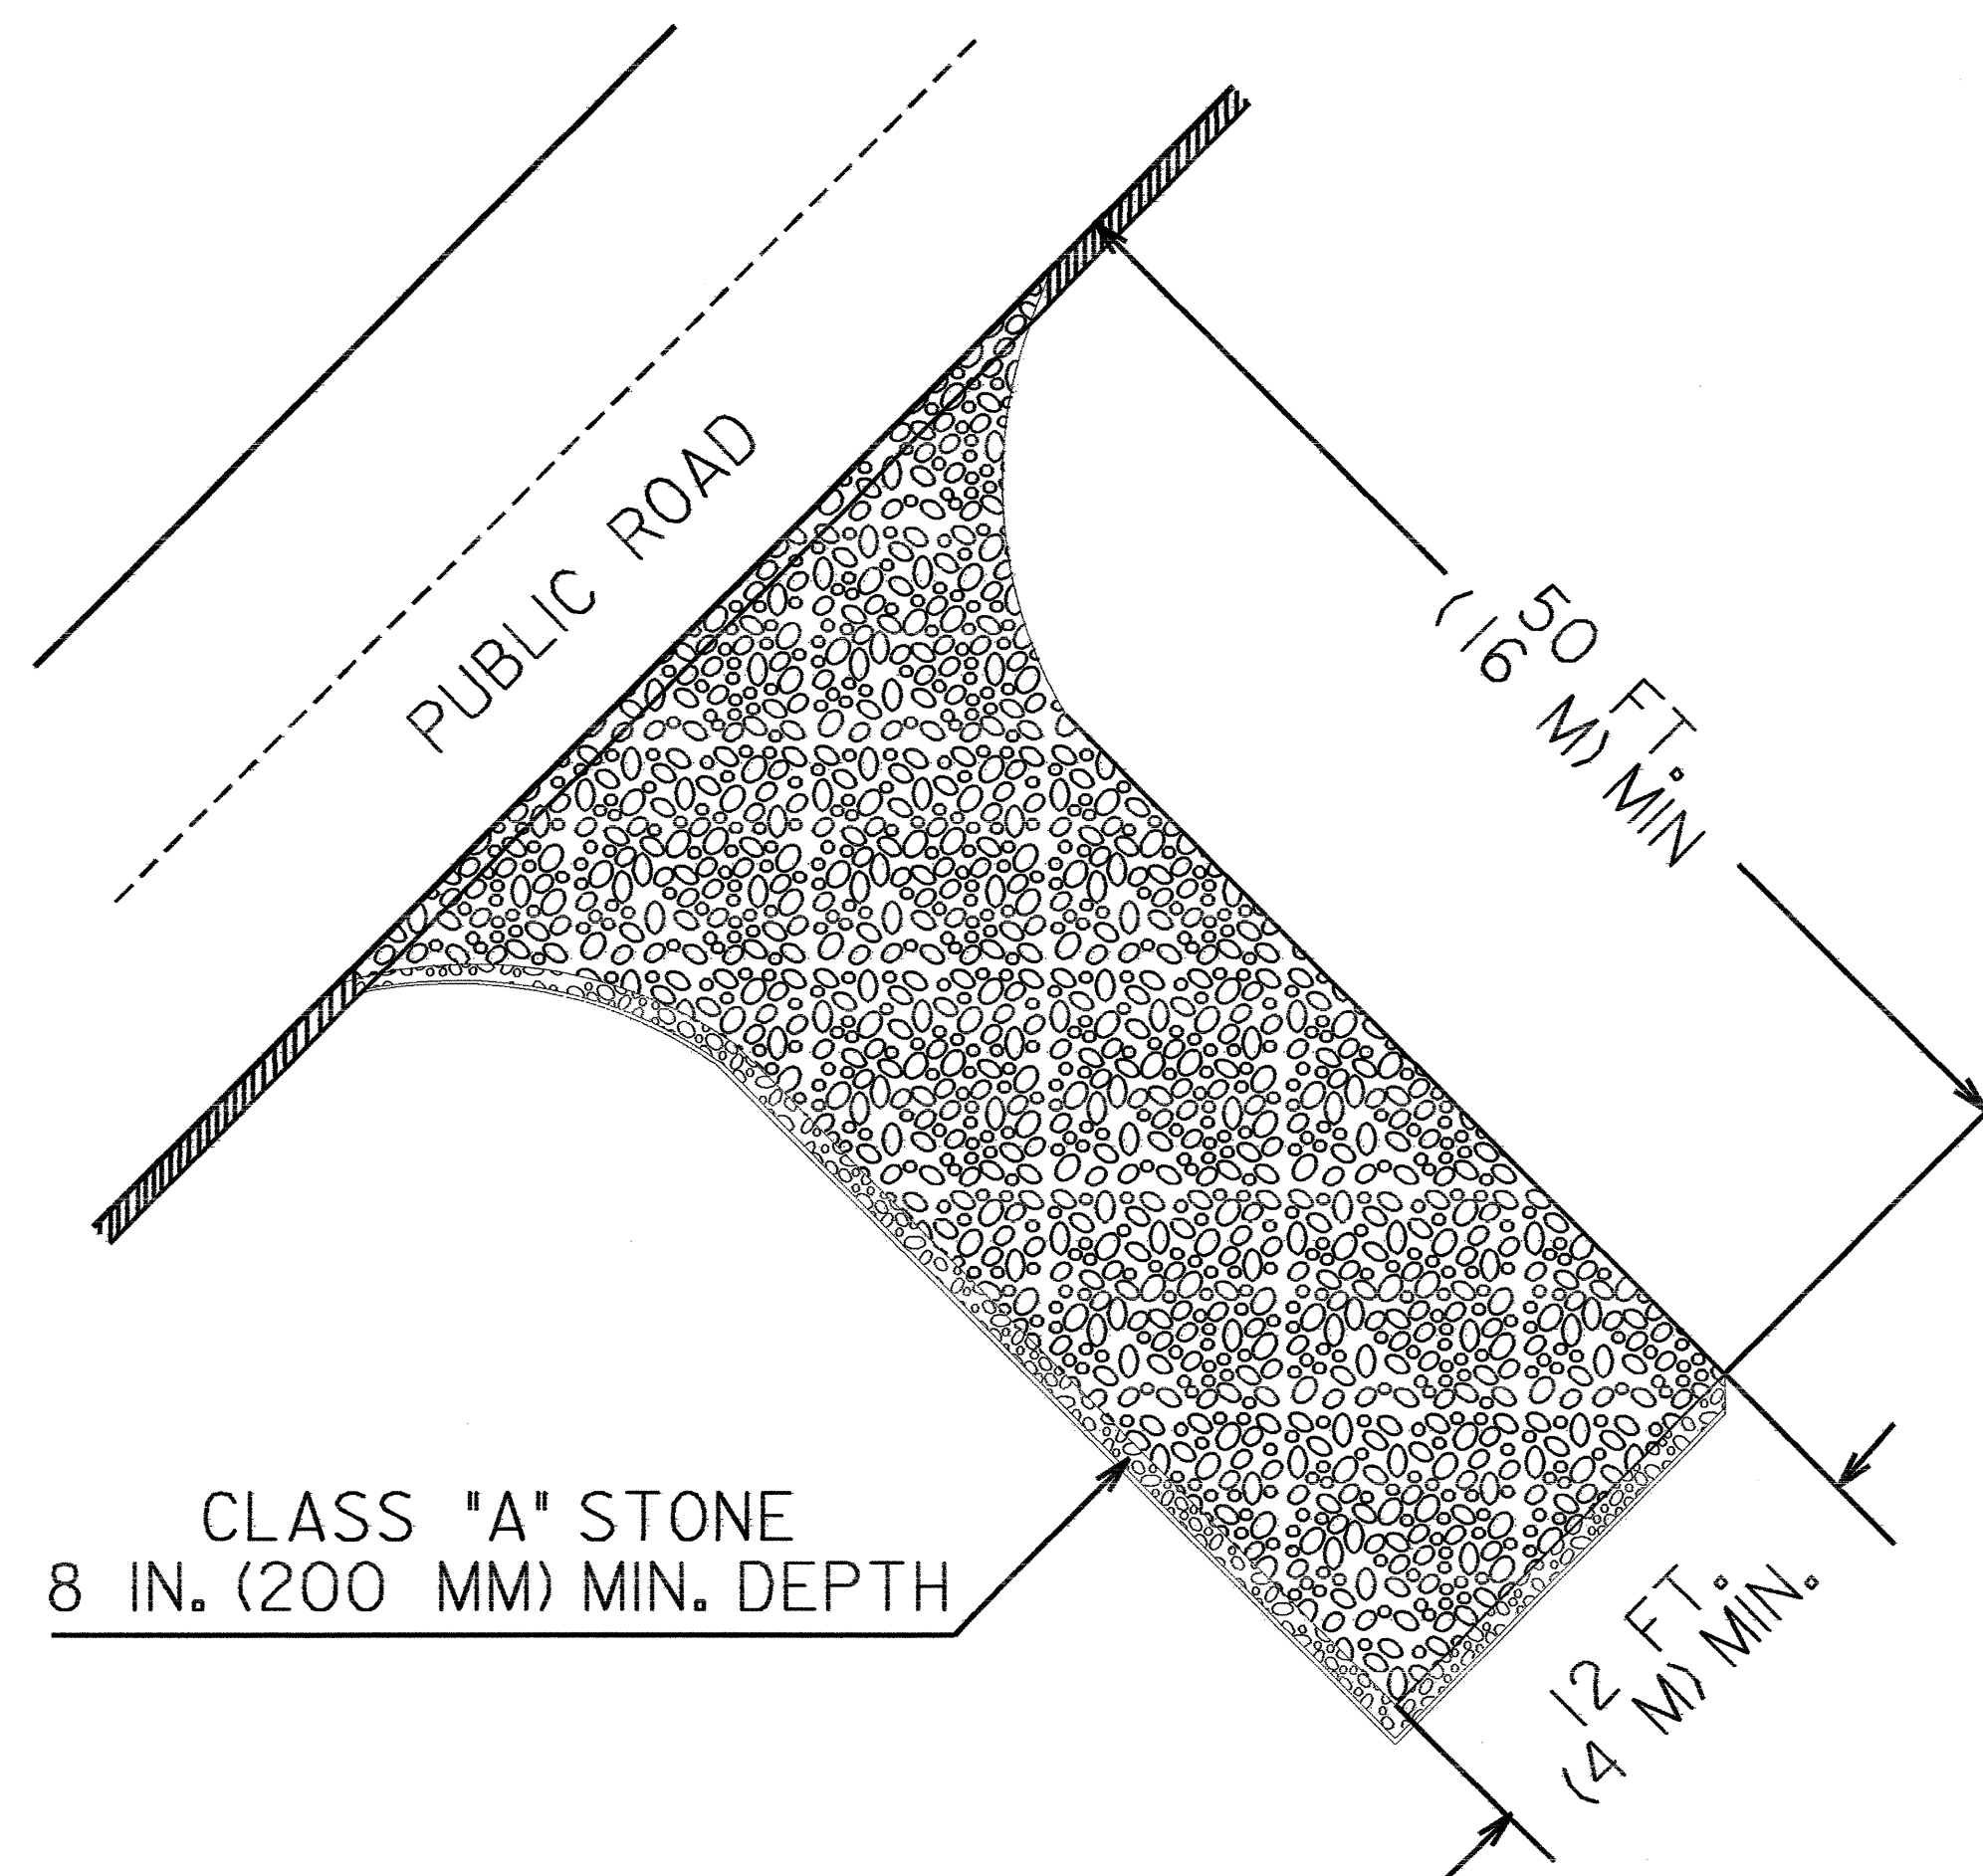 PUBLIC ROAD
50 FT.
(16 M) MIN
CLASS "A" STONE
8 IN. (200 MM) MIN. DEPTH
12 FT.
(4 M) MIN.